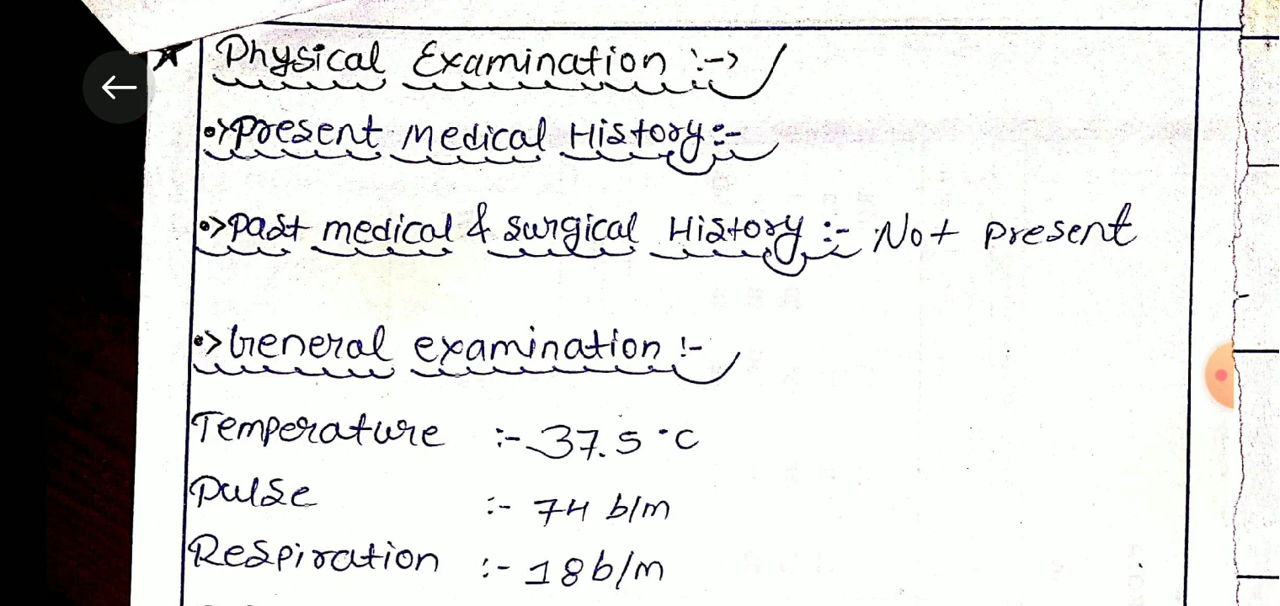 * Physical Examination :->
•> Present Medical History :-
•> Past medical & surgical History :- Not present
•> General examination :-
Temperature :- 37.5 °C
Pulse :- 74 b/m
Respiration :- 18 b/m